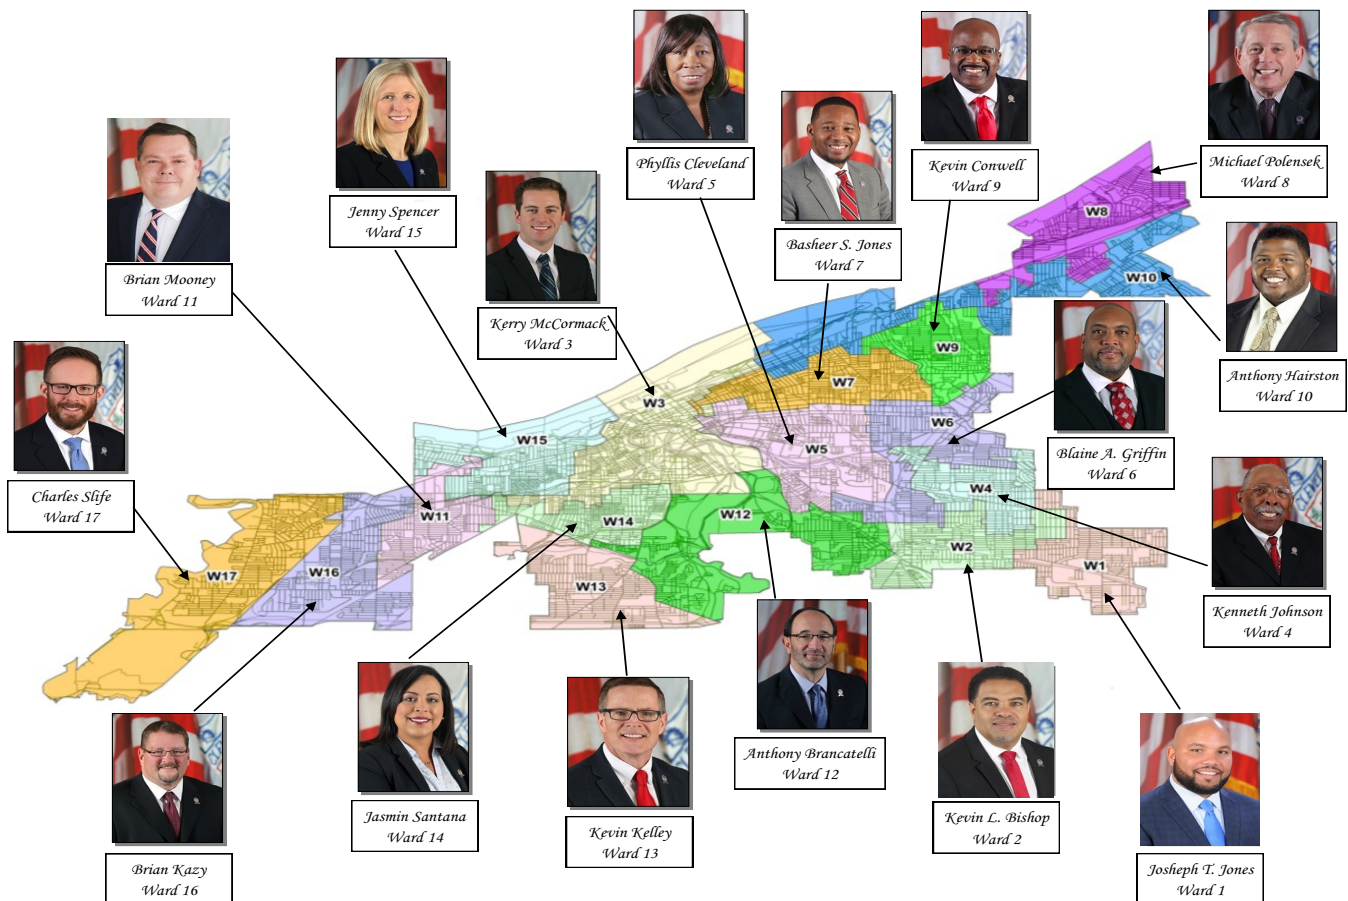 Phyllis Cleveland
Ward 5
Kevin Conwell
Ward 9
Michael Polensek
Ward 8
Jenny Spencer
Ward 15
Basheer S. Jones
Ward 7
Brian Mooney
Ward 11
Kerry McCormack
Ward 3
Anthony Hairston
Ward 10
Blaine A. Griffin
Ward 6
Charles Slife
Ward 17
Kenneth Johnson
Ward 4
W8
W10
W9
W7
W3
W6
W15
W5
W4
W11
W14
W12
W2
W1
W17
W16
W13
Jasmin Santana
Ward 14
Kevin Kelley
Ward 13
Anthony Brancatelli
Ward 12
Kevin L. Bishop
Ward 2
Brian Kazy
Ward 16
Josheph T. Jones
Ward 1